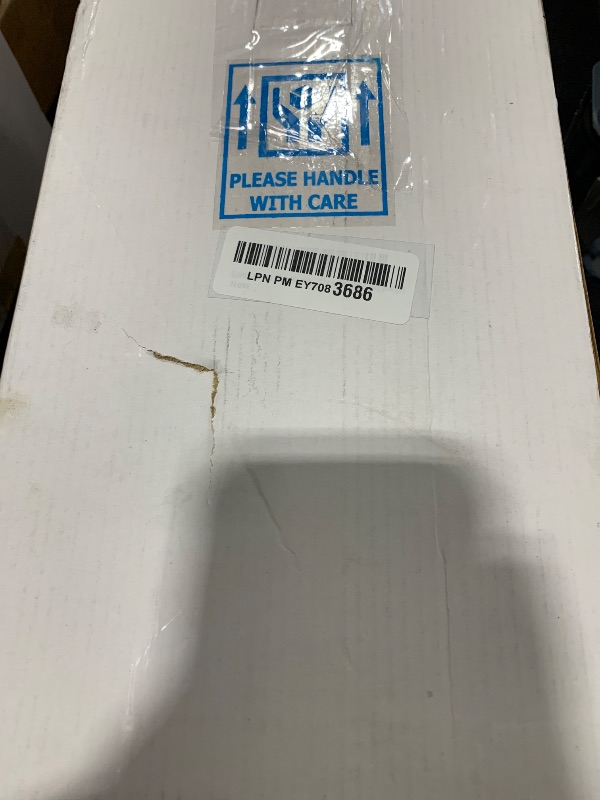 PLEASE HANDLE
WITH CARE
LPN PM EY708 3686